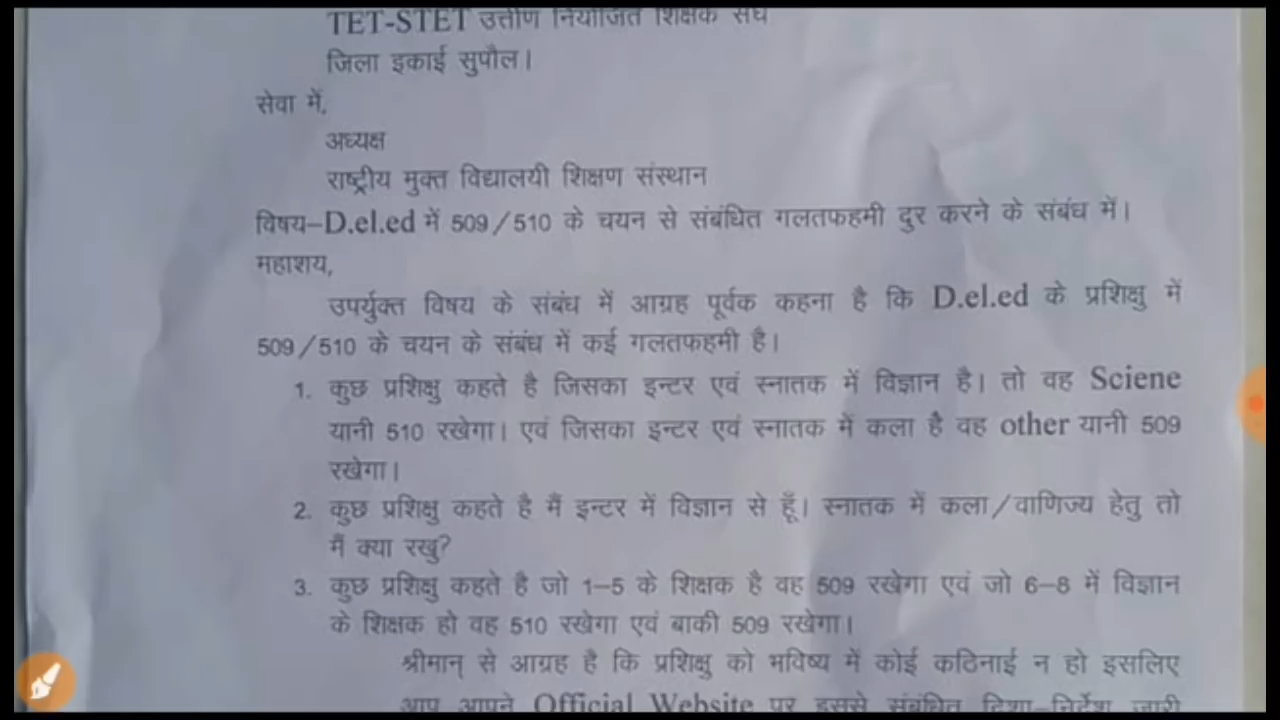 TET-STET उत्तीण नियोजित शिक्षक संघ
जिला इकाई सुपौल।
सेवा में,
अध्यक्ष
राष्ट्रीय मुक्त विद्यालयी शिक्षण संस्थान
विषय–D.el.ed में 509/510 के चयन से संबंधित गलतफहमी दुर करने के संबंध में।
महाशय,
उपर्युक्त विषय के संबंध में आग्रह पूर्वक कहना है कि D.el.ed के प्रशिक्षु में
509/510 के चयन के संबंध में कई गलतफहमी है।
1. कुछ प्रशिक्षु कहते है जिसका इन्टर एवं स्नातक में विज्ञान है। तो वह Sciene
यानी 510 रखेगा। एवं जिसका इन्टर एवं स्नातक में कला है वह other यानी 509
रखेगा।
2. कुछ प्रशिक्षु कहते है मैं इन्टर में विज्ञान से हूँ। स्नातक में कला/वाणिज्य हेतु तो
मैं क्या रखु?
3. कुछ प्रशिक्षु कहते है जो 1–5 के शिक्षक है वह 509 रखेगा एवं जो 6–8 में विज्ञान
के शिक्षक हो वह 510 रखेगा एवं बाकी 509 रखेगा।
श्रीमान् से आग्रह है कि प्रशिक्षु को भविष्य में कोई कठिनाई न हो इसलिए
आप आपने Official Website पर इससे संबंधित दिशा–निर्देश जारी